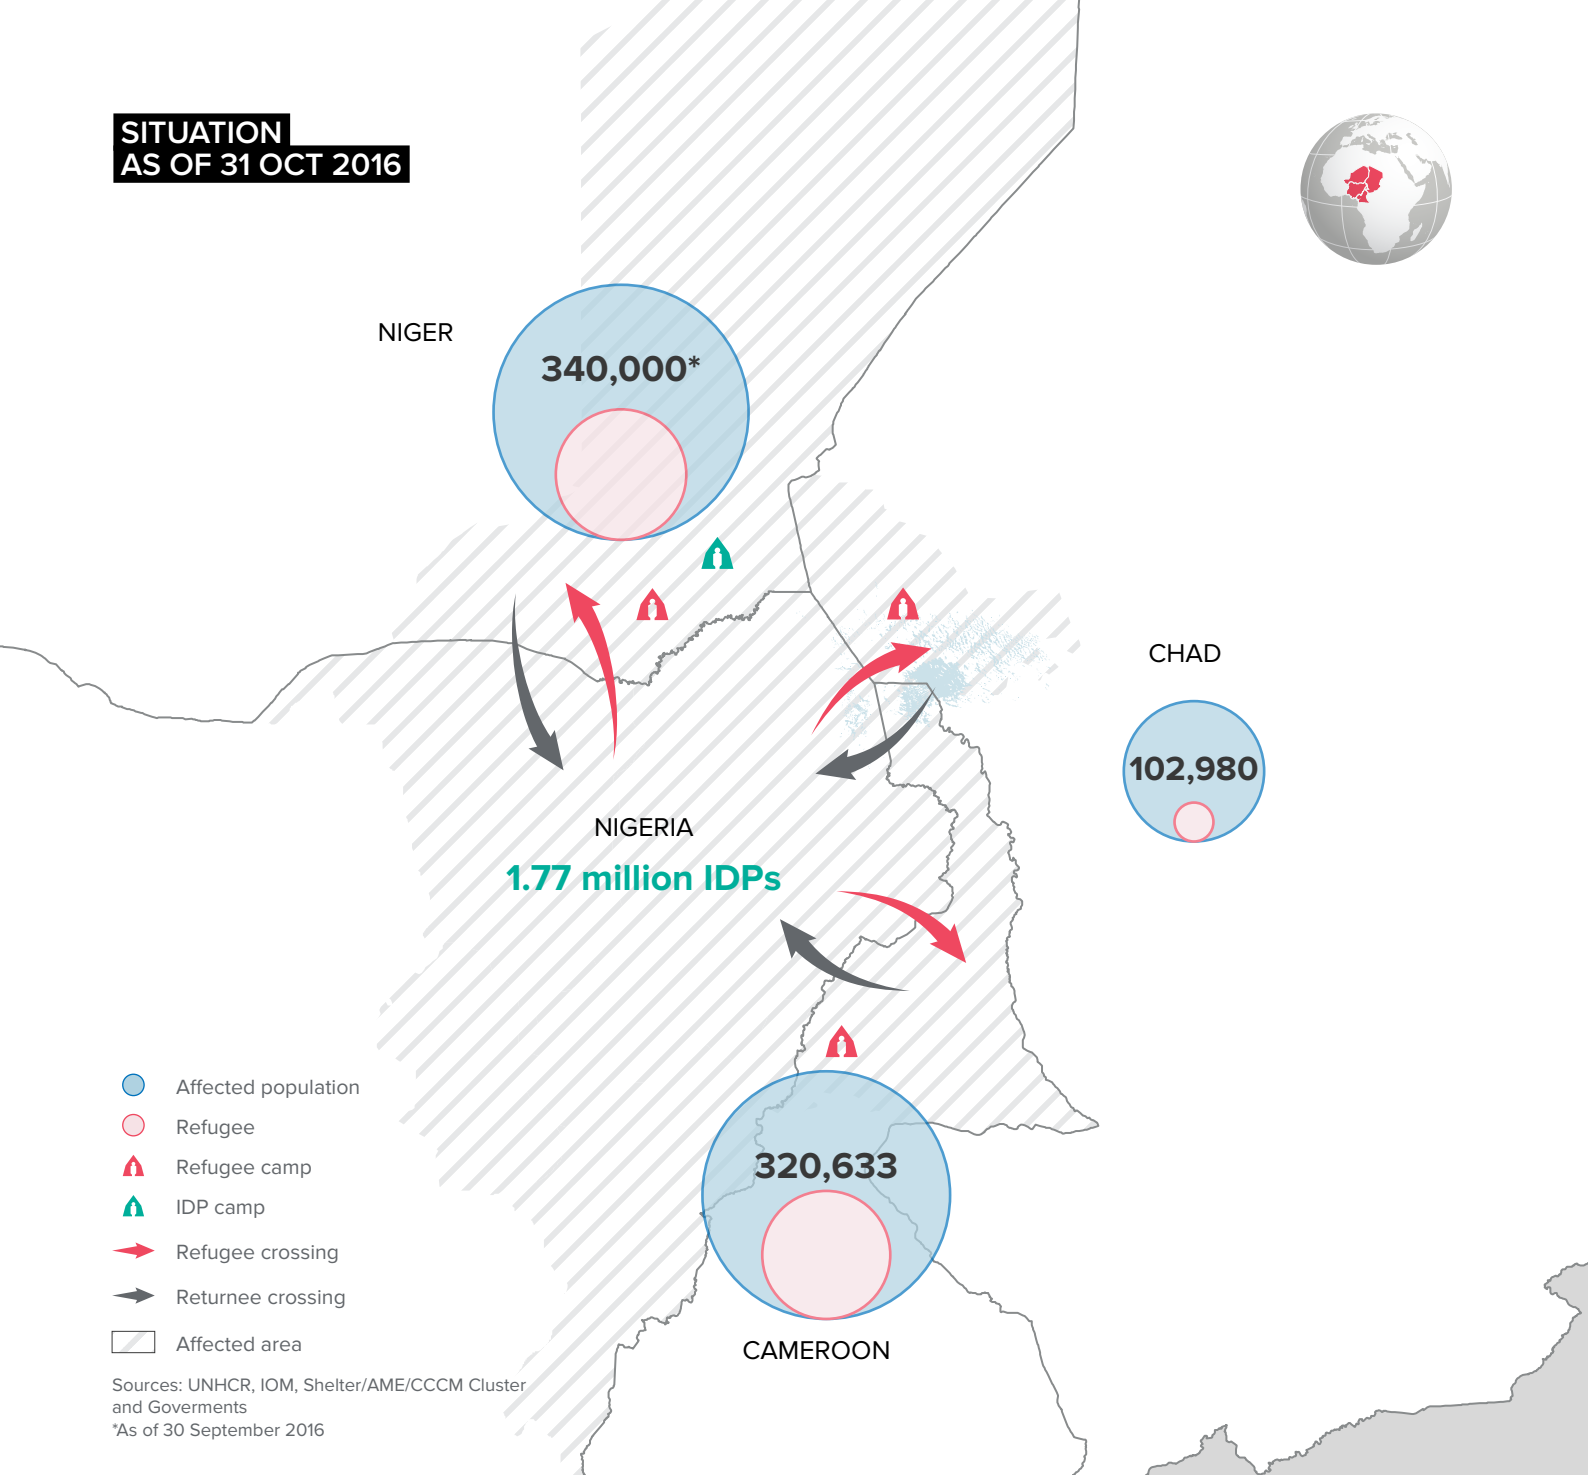 SITUATION
AS OF 31 OCT 2016
NIGER
340,000*
CHAD
102,980
NIGERIA
1.77 million IDPs
320,633
CAMEROON
Affected population
Refugee
Refugee camp
IDP camp
Refugee crossing
Returnee crossing
Affected area
Sources: UNHCR, IOM, Shelter/AME/CCCM Cluster
and Goverments
*As of 30 September 2016